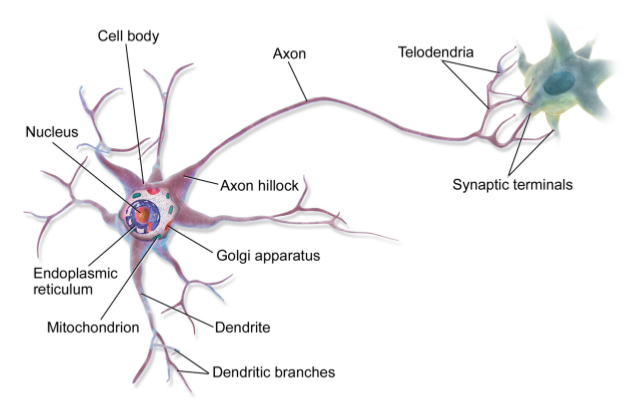 Cell body
Axon
Telodendria
Nucleus
Axon hillock
Synaptic terminals
Golgi apparatus
Endoplasmic
reticulum
Mitochondrion
Dendrite
Dendritic branches